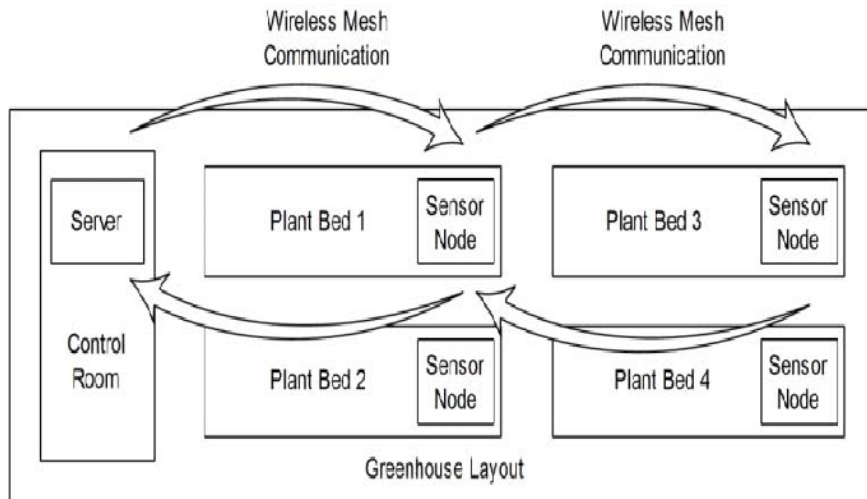 Wireless Mesh
Communication
Wireless Mesh
Communication
Server
Plant Bed 1
Sensor
Node
Plant Bed 3
Sensor
Node
Control
Room
Plant Bed 2
Sensor
Node
Plant Bed 4
Sensor
Node
Greenhouse Layout